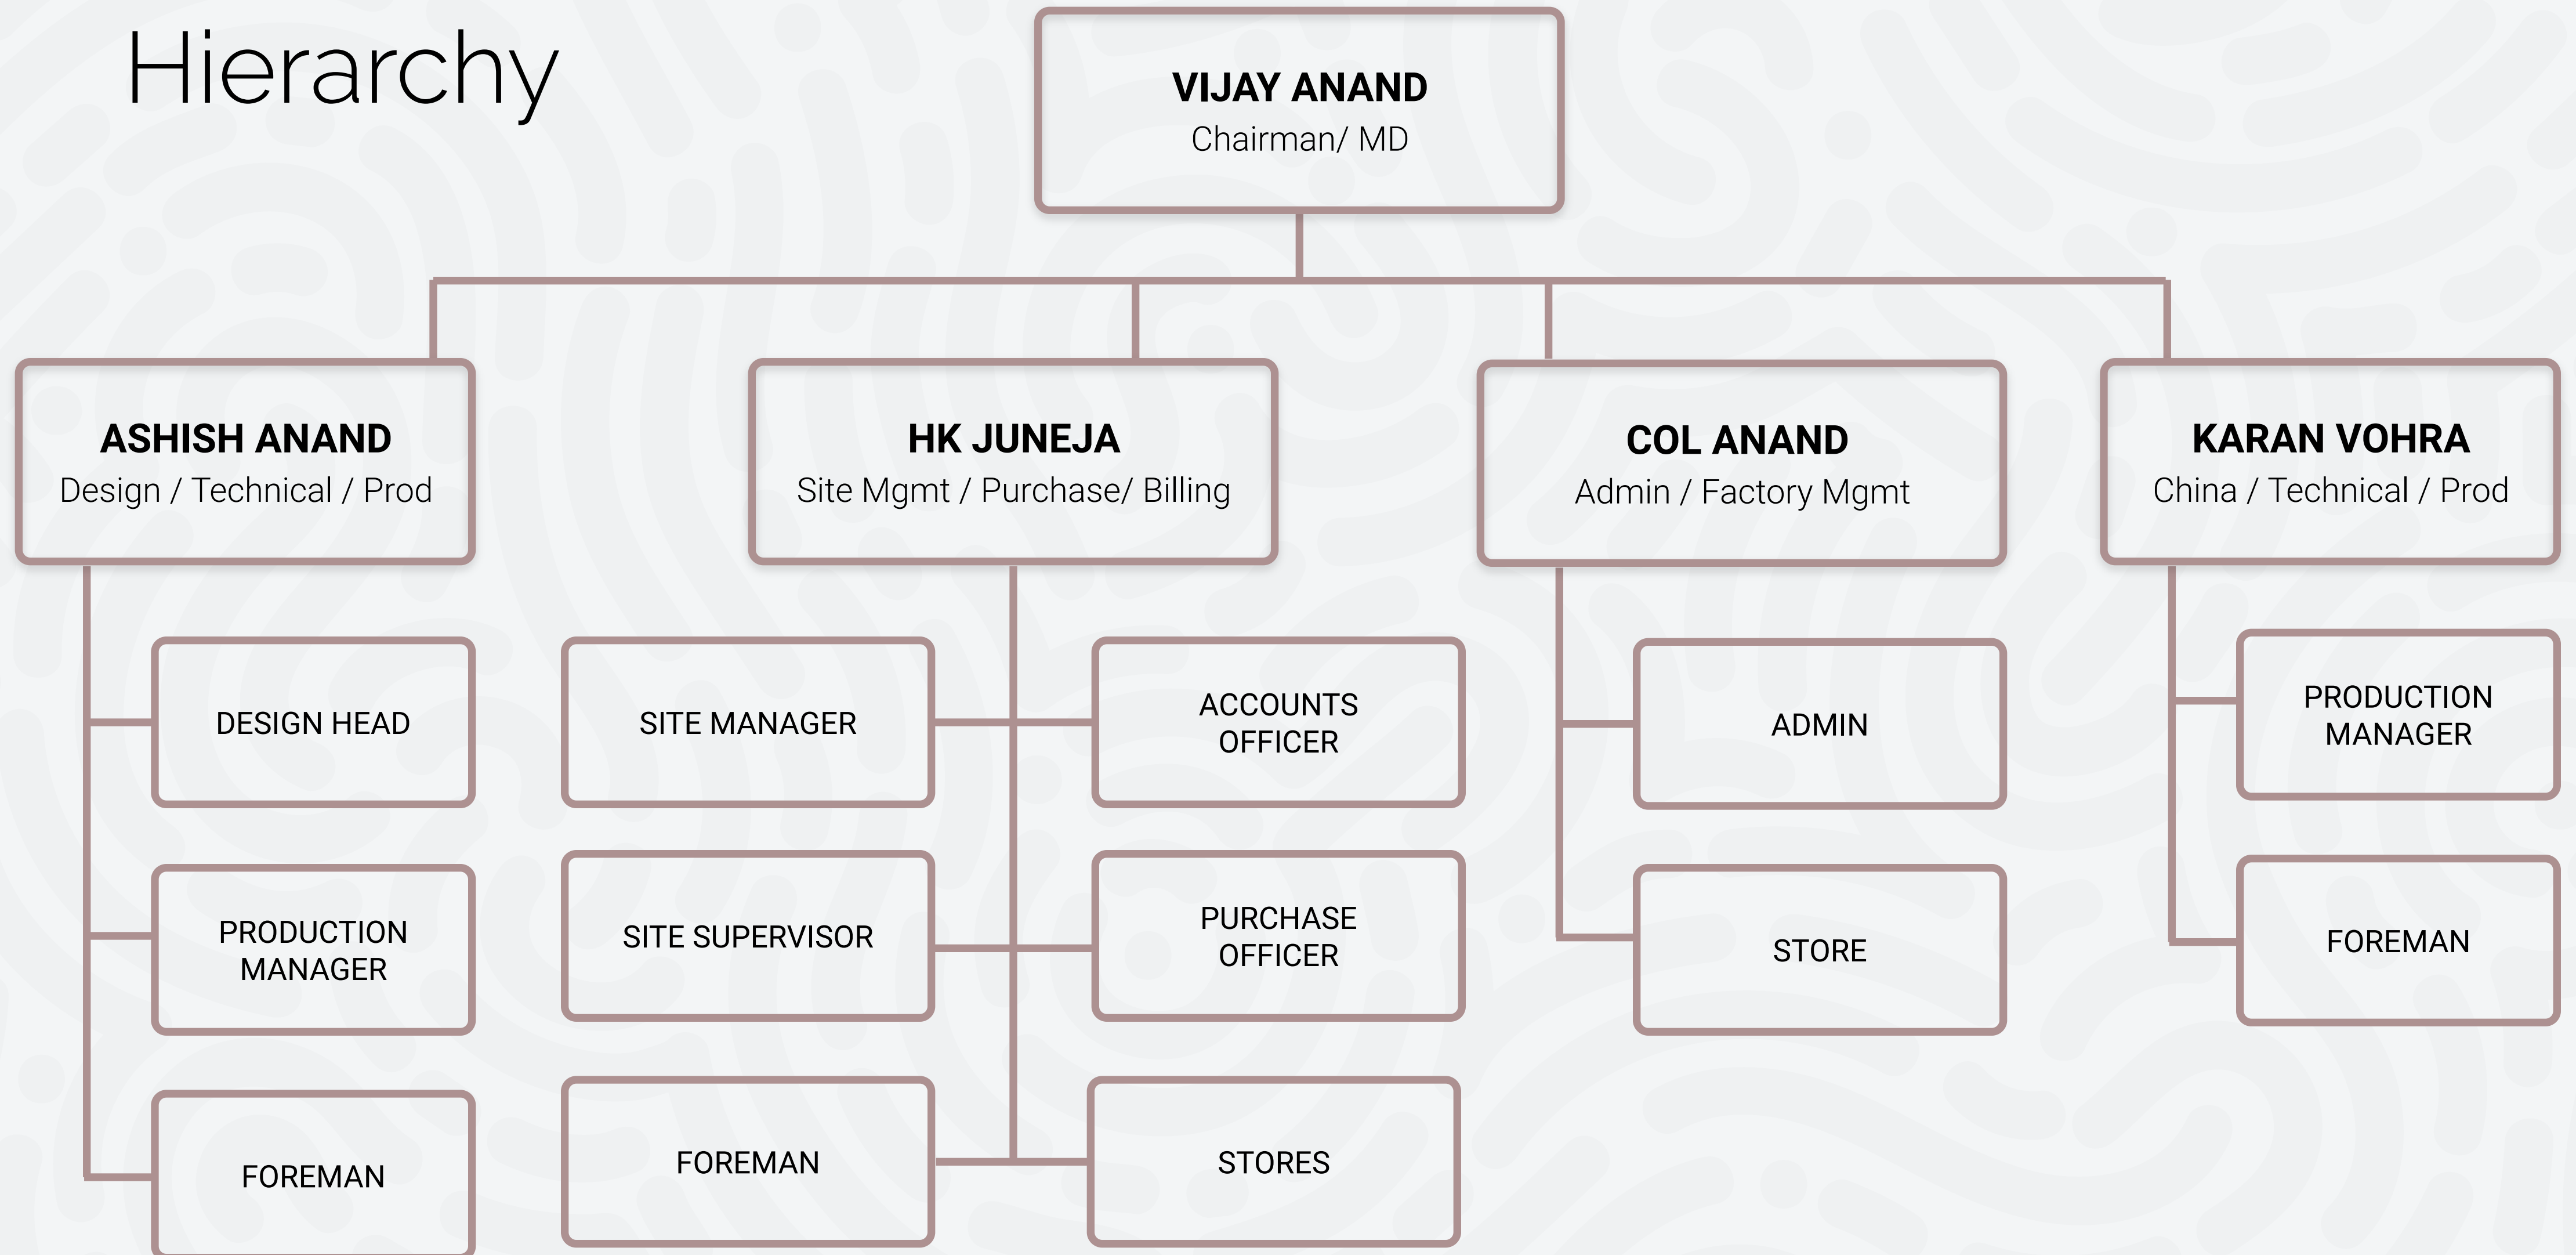 Hierarchy
VIJAY ANAND
Chairman/ MD
ASHISH ANAND
Design / Technical / Prod
HK JUNEJA
Site Mgmt / Purchase/ Billing
COL ANAND
Admin / Factory Mgmt
KARAN VOHRA
China / Technical / Prod
DESIGN HEAD
PRODUCTION
MANAGER
FOREMAN
SITE MANAGER
SITE SUPERVISOR
FOREMAN
ACCOUNTS
OFFICER
PURCHASE
OFFICER
STORES
ADMIN
STORE
PRODUCTION
MANAGER
FOREMAN